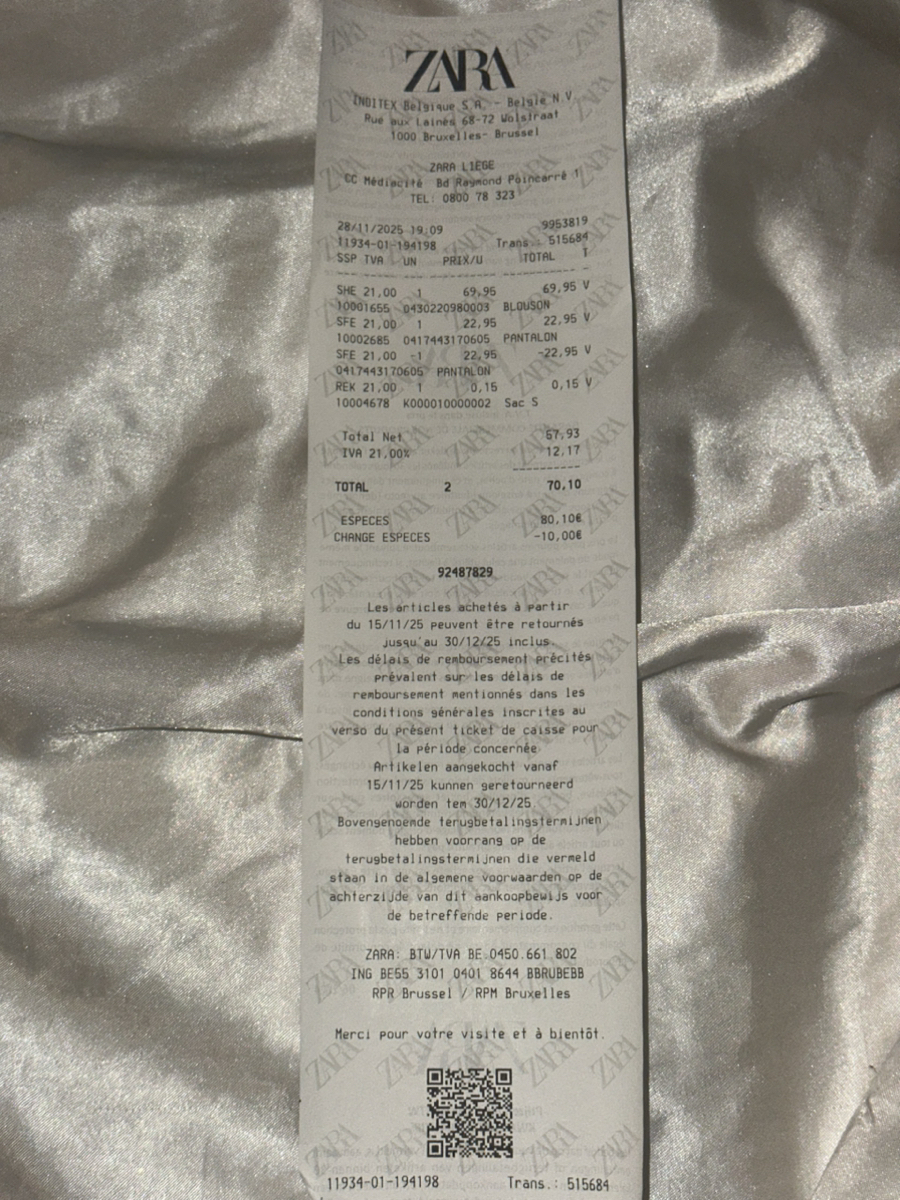 ZARA
INDITEX Belgique S.A. - Belgie N.V.
Rue aux Laines 68-72 Wolstraat
1000 Bruxelles- Brussel
ZARA LIEGE
CC Médiacité Bd Raymond Poincarré 1
TEL: 0800 78 323
28/11/2025 19:09 9953819
11934-01-194198 Trans.: 515684
SSP TVA UN PRIX/U TOTAL T
SHE 21,00 1 69,95 69,95 V
10001655 0430220980003 BLOUSON
SFE 21,00 1 22,95 22,95 V
10002685 0417443170605 PANTALON
SFE 21,00 -1 22,95 -22,95 V
0417443170605 PANTALON
REK 21,00 1 0,15 0,15 V
10004678 K000010000002 Sac S
Total Net 57,93
IVA 21,00% 12,17
TOTAL 2 70,10
ESPECES 80,10€
CHANGE ESPECES -10,00€
92487829
Les articles achetés à partir
du 15/11/25 peuvent être retournés
jusqu'au 30/12/25 inclus.
Les délais de remboursement précités
prévalent sur les délais de
remboursement mentionnés dans les
conditions générales inscrites au
verso du présent ticket de caisse pour
la période concernée
Artikelen aangekocht vanaf
15/11/25 kunnen geretourneerd
worden tem 30/12/25.
Bovengenoemde terugbetalingstermijnen
hebben voorrang op de
terugbetalingstermijnen die vermeld
staan in de algemene voorwaarden op de
achterzijde van dit aankoopbewijs voor
de betreffende periode.
ZARA: BTW/TVA BE.0450.661.802
ING BE55 3101 0401 8644 BBRUBEBB
RPR Brussel / RPM Bruxelles
Merci pour votre visite et à bientôt.
11934-01-194198 Trans.: 515684